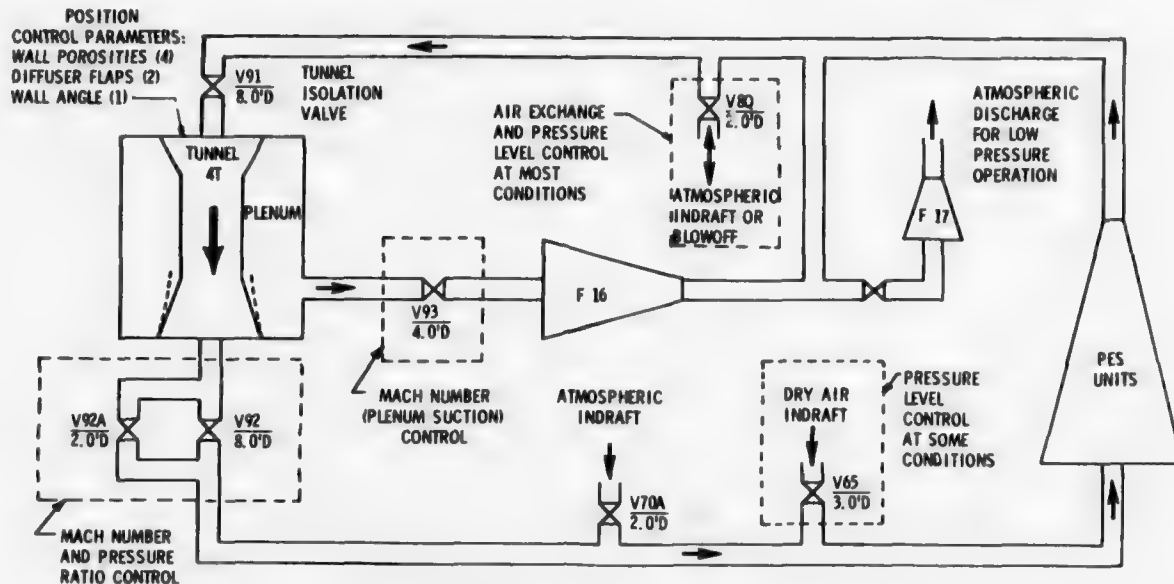 POSITION
CONTROL PARAMETERS:
WALL POROSITIES (4)
DIFFUSER FLAPS (2)
WALL ANGLE (1)
V91
8.0'D
TUNNEL
ISOLATION
VALVE
AIR EXCHANGE
AND PRESSURE
LEVEL CONTROL
AT MOST
CONDITIONS
V80
2.0'D
ATMOSPHERIC
INDRAFT OR
BLOWOFF
ATMOSPHERIC
DISCHARGE
FOR LOW
PRESSURE
OPERATION
F 17
TUNNEL
4T
PLENUM
V93
4.0'D
F 16
PES
UNITS
MACH NUMBER
(PLENUM SUCTION)
CONTROL
V92A
2.0'D
V92
8.0'D
MACH NUMBER
AND PRESSURE
RATIO CONTROL
ATMOSPHERIC
INDRAFT
V70A
2.0'D
DRY AIR
INDRAFT
V65
3.0'D
PRESSURE
LEVEL
CONTROL
AT SOME
CONDITIONS